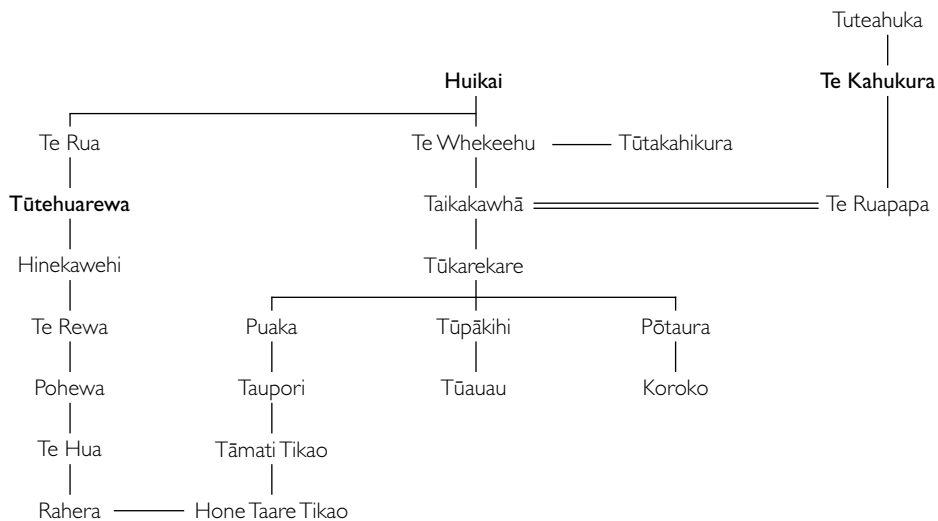 Tuteahuka
Huikai Te Kahukura
Te Rua Te Whekeehu Tūtakahikura
Tūtehuarewa Taikakawhā Te Ruapapa
Hinekawehi Tūkarekare
Te Rewa Puaka Tūpākihi Pōtaura
Pohewa Taupori Tūauau Koroko
Te Hua Tāmati Tikao
Rahera Hone Taare Tikao